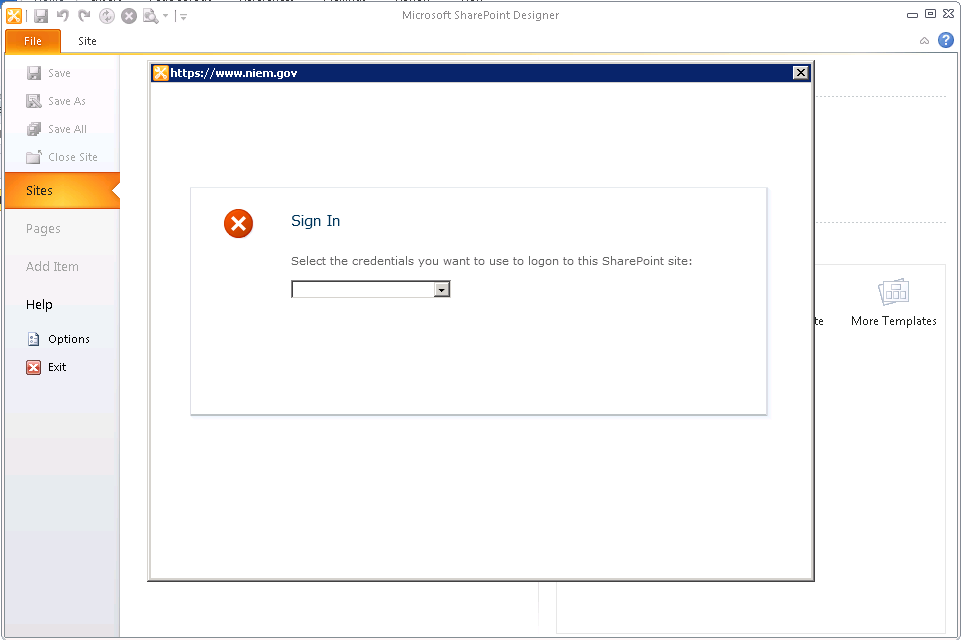 Microsoft SharePoint Designer
File
Site
Save
Save As
Save All
Close Site
Sites
Pages
Add Item
Help
Options
Exit
https://www.niem.gov
Sign In
Select the credentials you want to use to logon to this SharePoint site:
te
More Templates